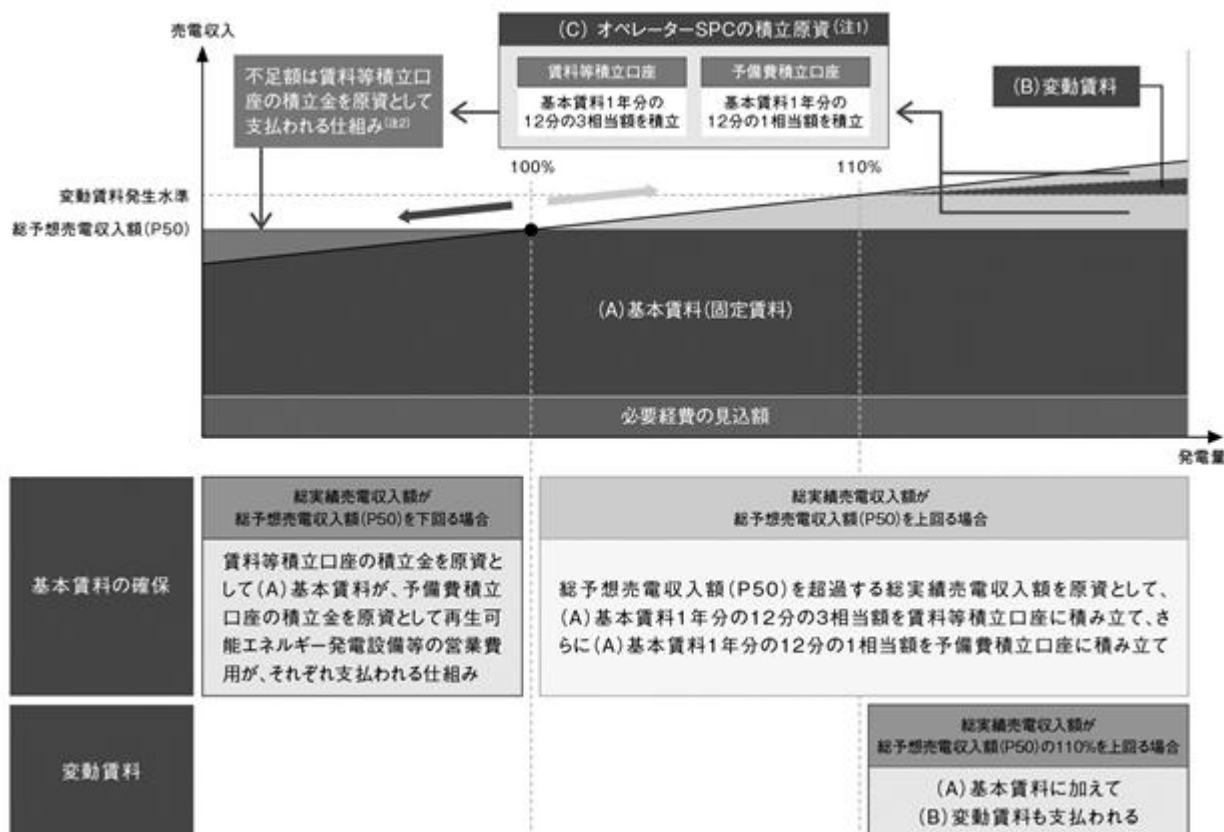 売電収入
(C) オペレーターSPCの積立原資(注1)
賃料等積立口座
基本賃料1年分の
12分の3相当額を積立
予備費積立口座
基本賃料1年分の
12分の1相当額を積立
不足額は賃料等積立口
座の積立金を原資として
支払われる仕組み(注2)
(B)変動賃料
100%
110%
変動賃料発生水準
総予想売電収入額(P50)
(A)基本賃料(固定賃料)
必要経費の見込額
発電量
基本賃料の確保
総実績売電収入額が
総予想売電収入額(P50)を下回る場合
賃料等積立口座の積立金を原資と
して(A)基本賃料が、予備費積立
口座の積立金を原資として再生可
能エネルギー発電設備等の営業費
用が、それぞれ支払われる仕組み
総実績売電収入額が
総予想売電収入額(P50)を上回る場合
総予想売電収入額(P50)を超過する総実績売電収入額を原資として、
(A)基本賃料1年分の12分の3相当額を賃料等積立口座に積み立て、さ
らに(A)基本賃料1年分の12分の1相当額を予備費積立口座に積み立て
変動賃料
総実績売電収入額が
総予想売電収入額(P50)の110%を上回る場合
(A)基本賃料に加えて
(B)変動賃料も支払われる